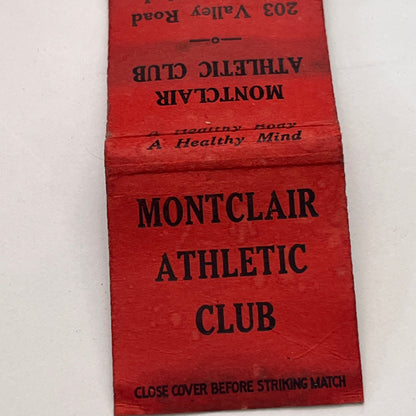 203 Valley Road
MONTCLAIR
ATHLETIC CLUB
A Healthy Body
A Healthy Mind
MONTCLAIR
ATHLETIC
CLUB
CLOSE COVER BEFORE STRIKING MATCH